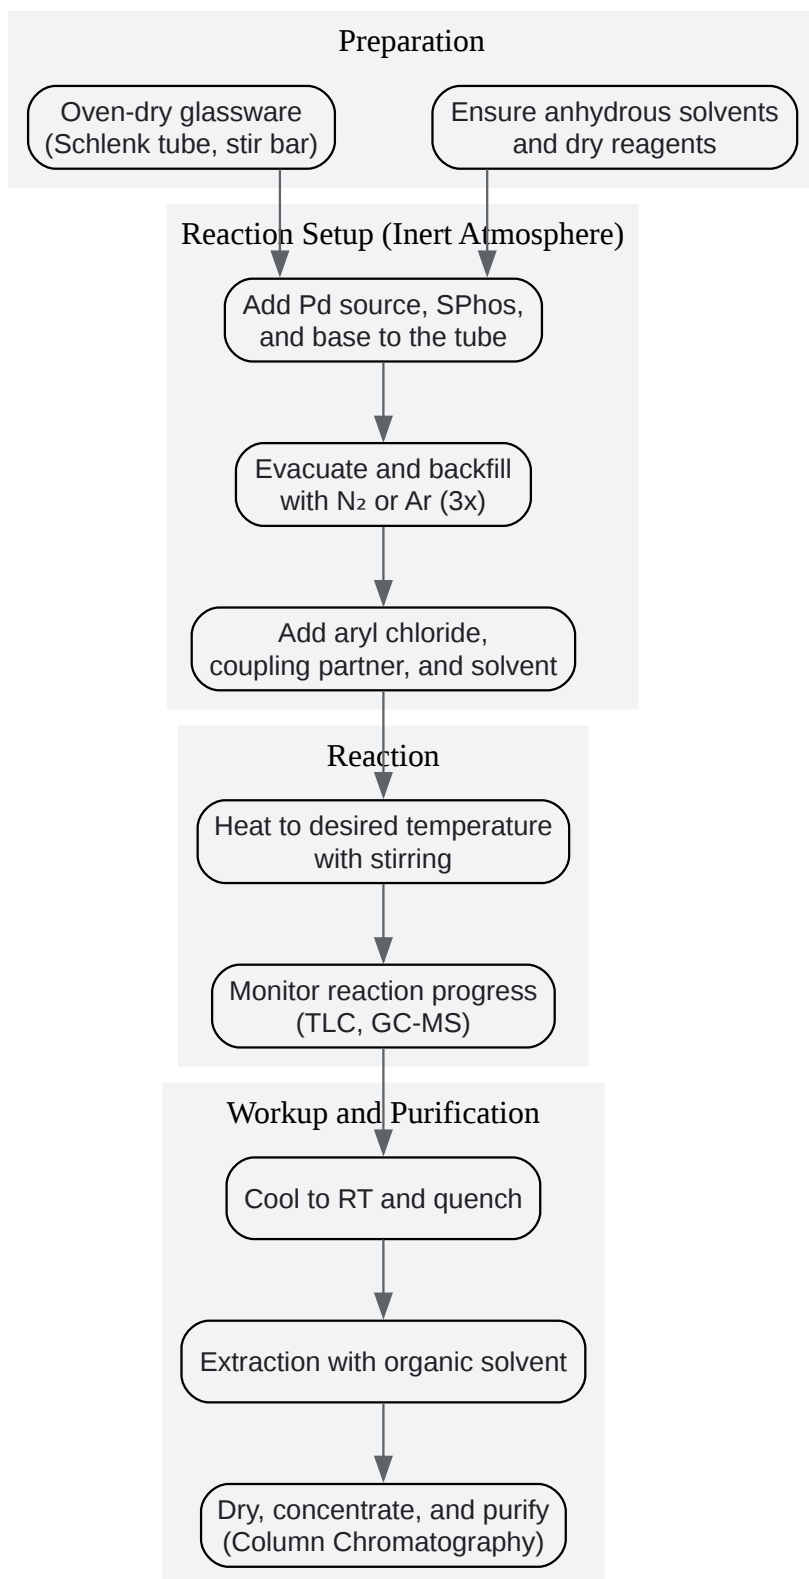 Preparation
Oven-dry glassware
(Schlenk tube, stir bar)
Ensure anhydrous solvents
and dry reagents
Reaction Setup (Inert Atmosphere)
Add Pd source, SPhos,
and base to the tube
Evacuate and backfill
with N₂ or Ar (3x)
Add aryl chloride,
coupling partner, and solvent
Reaction
Heat to desired temperature
with stirring
Monitor reaction progress
(TLC, GC-MS)
Workup and Purification
Cool to RT and quench
Extraction with organic solvent
Dry, concentrate, and purify
(Column Chromatography)